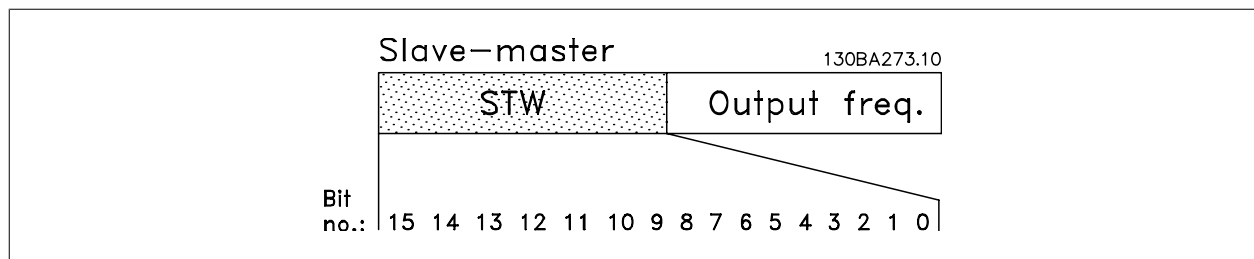 Slave-master
130BA273.10
STW
Output freq.
Bit
no.: 15 14 13 12 11 10 9 8 7 6 5 4 3 2 1 0